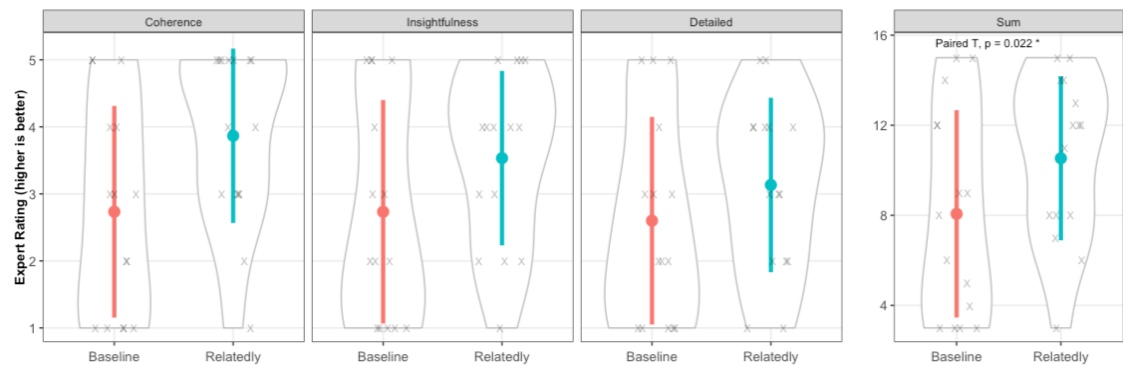 Coherence
Insightfulness
Detailed
Sum
Expert Rating (higher is better)
5
4
3
2
1
16
12
8
4
Paired T, p = 0.022 *
Baseline
Relatedly
Baseline
Relatedly
Baseline
Relatedly
Baseline
Relatedly